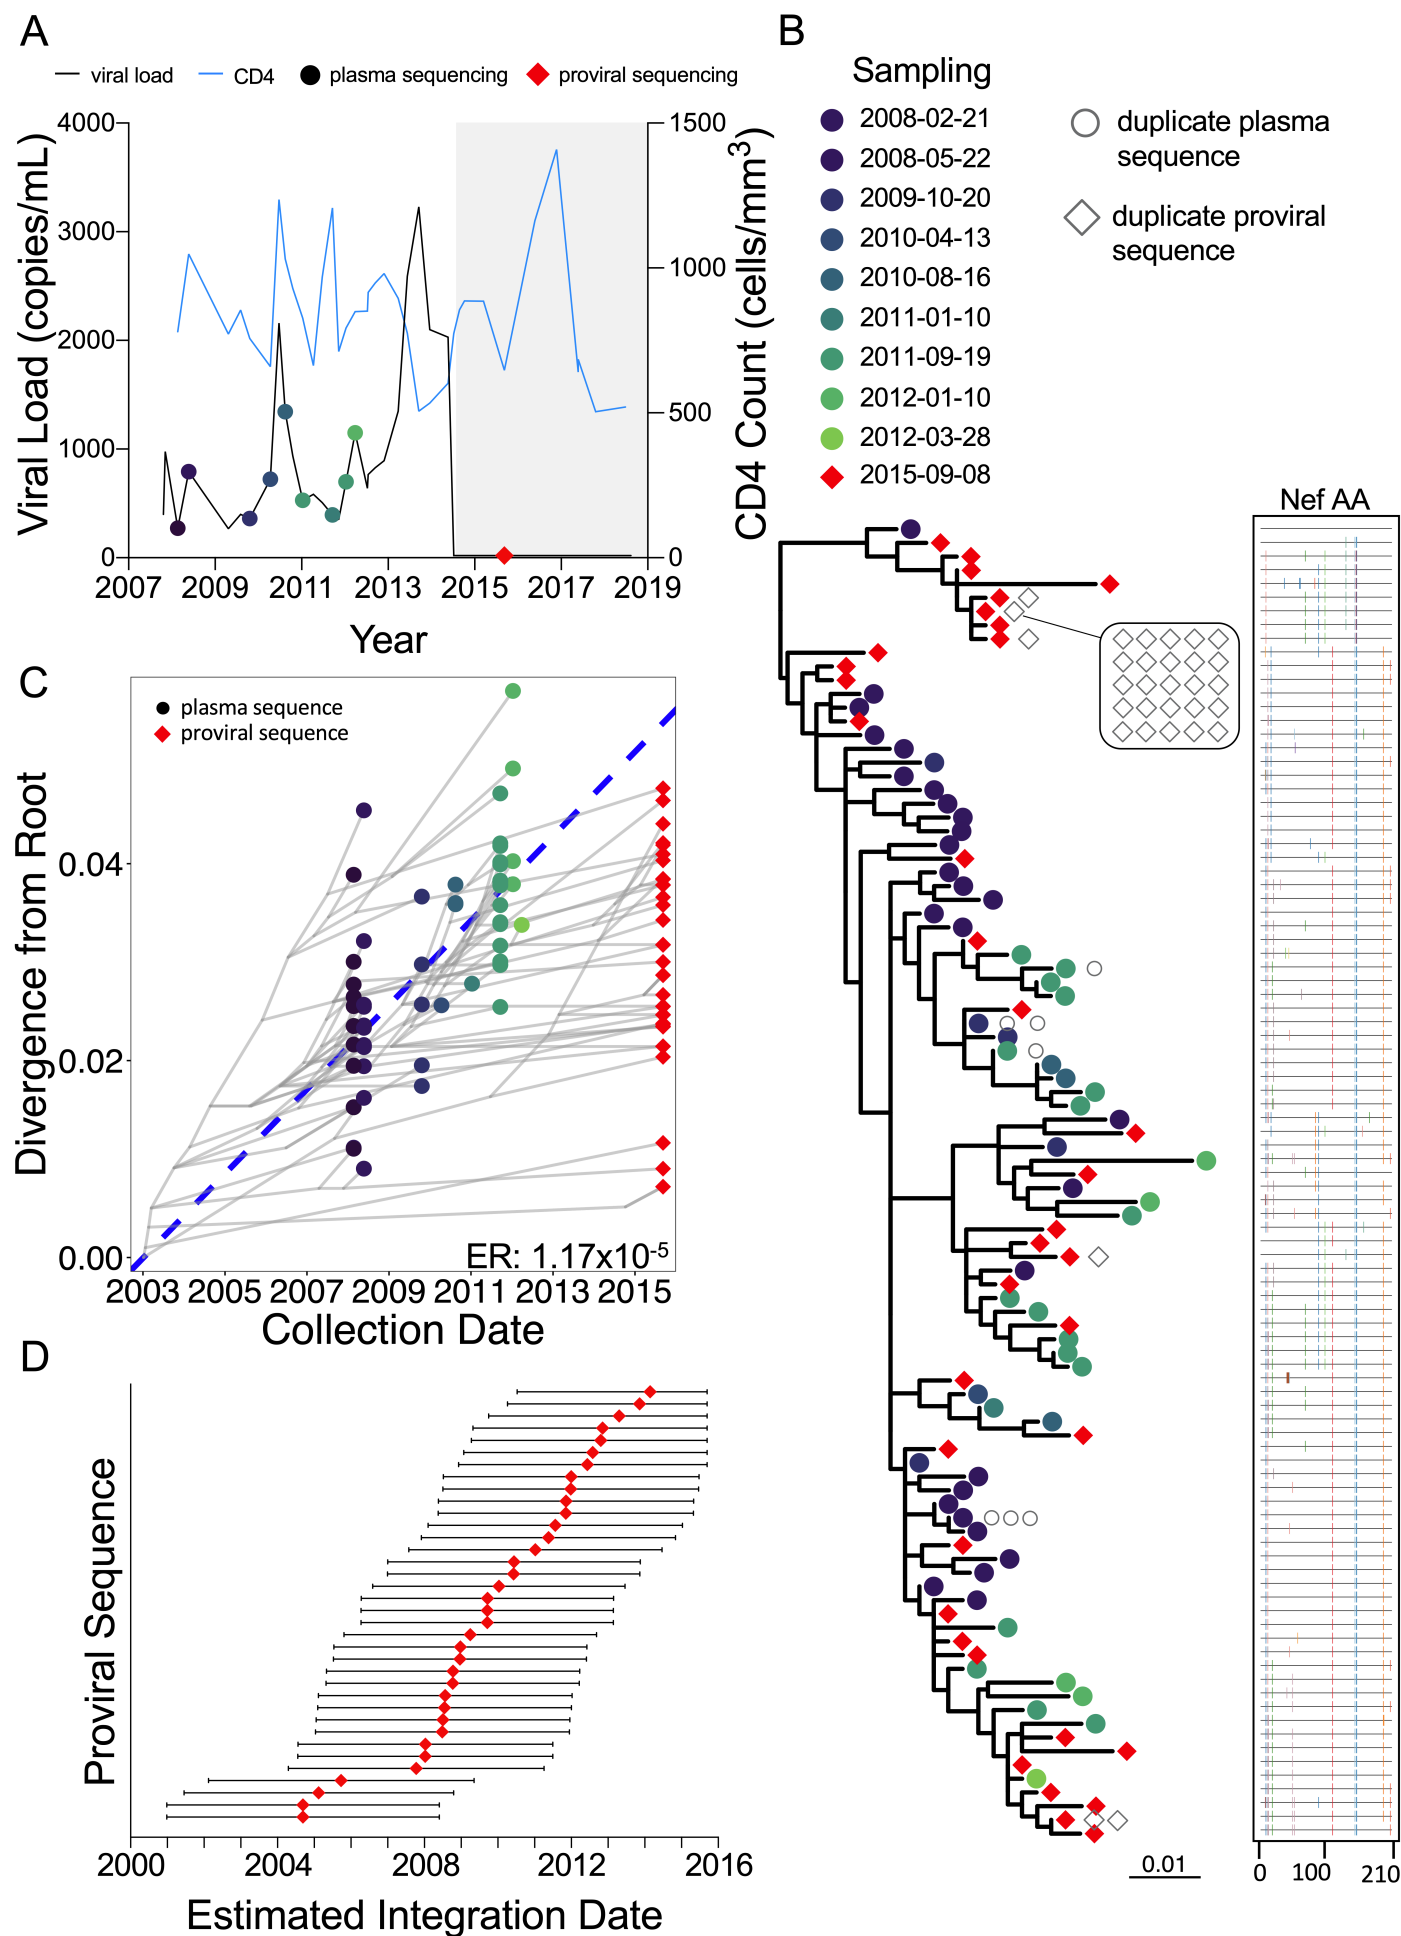 A
viral load
CD4
plasma sequencing
proviral sequencing
4000
3000
2000
1000
0
Viral Load (copies/mL)
1500
1000
500
0
CD4 Count (cells/mm3)
2007 2009 2011 2013 2015 2017 2019
Year
B
Sampling
2008-02-21
2008-05-22
2009-10-20
2010-04-13
2010-08-16
2011-01-10
2011-09-19
2012-01-10
2012-03-28
2015-09-08
duplicate plasma
sequence
duplicate proviral
sequence
Nef AA
0 100 210
0.01
C
plasma sequence
proviral sequence
0.04
0.02
0.00
Divergence from Root
ER: 1.17x10-5
2003 2005 2007 2009 2011 2013 2015
Collection Date
D
Proviral Sequence
2000 2004 2008 2012 2016
Estimated Integration Date